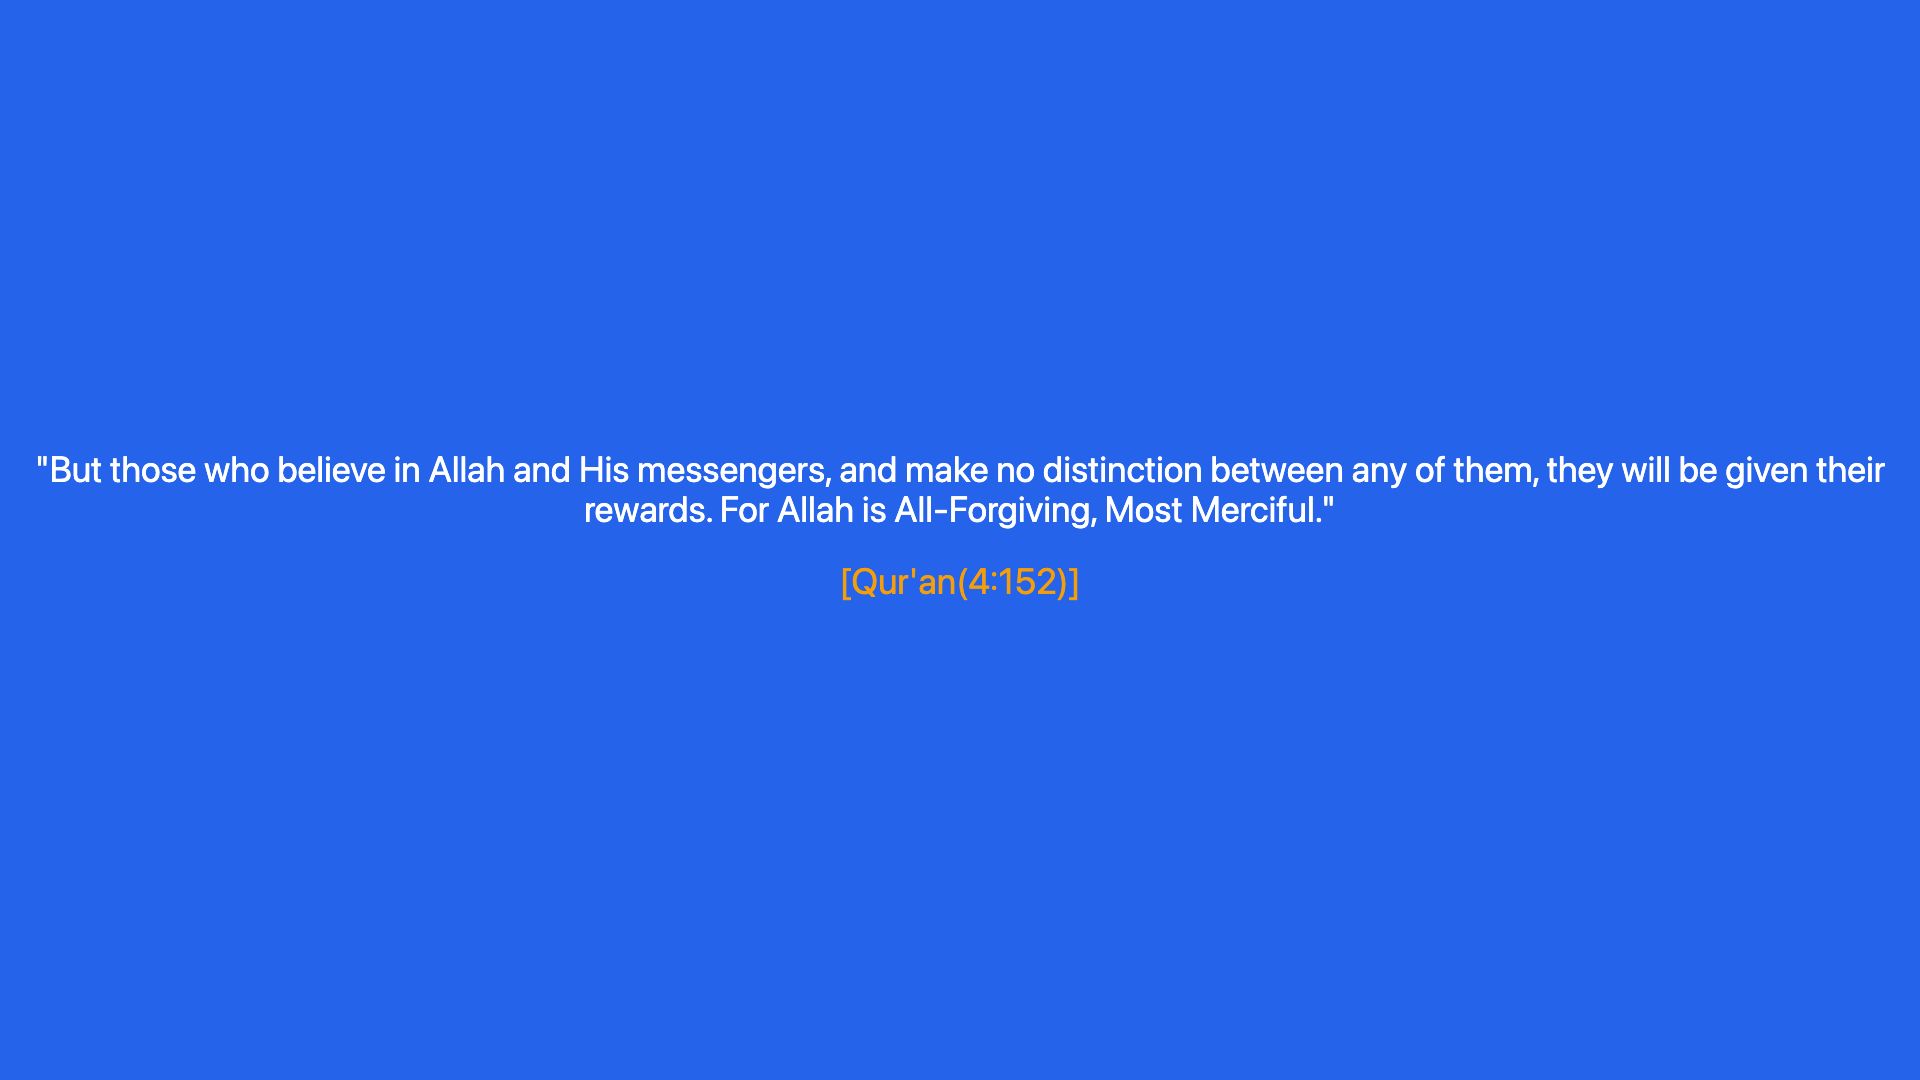 "But those who believe in Allah and His messengers, and make no distinction between any of them, they will be given their
rewards. For Allah is All-Forgiving, Most Merciful."
[Qur'an(4:152)]